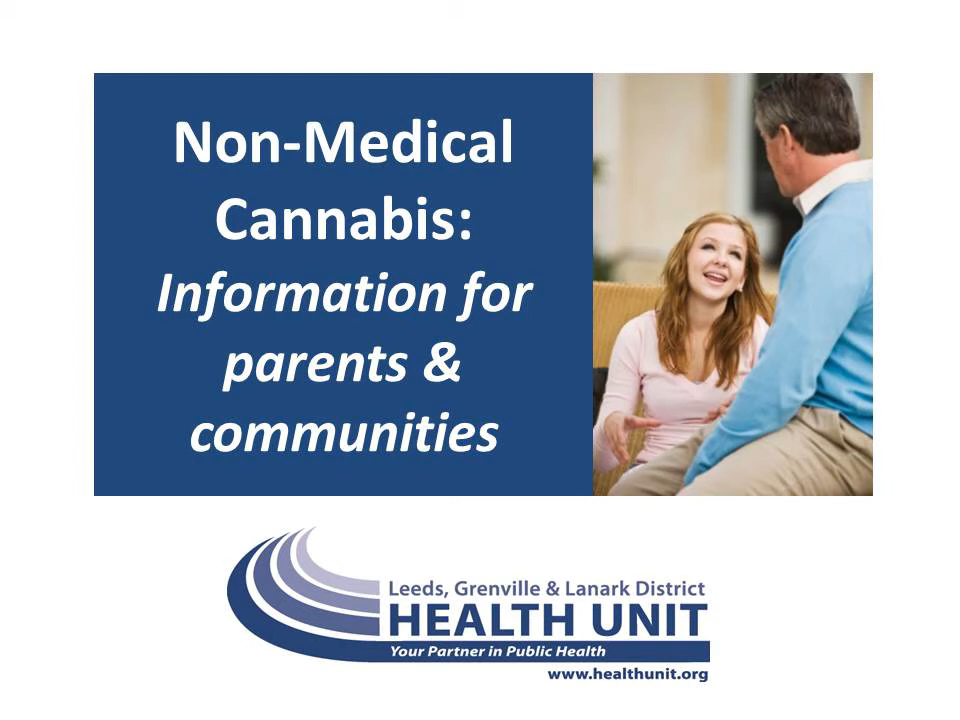 Non-Medical
Cannabis:
Information for
parents &
communities
Leeds, Grenville & Lanark District
HEALTH UNIT
Your Partner in Public Health
www.healthunit.org